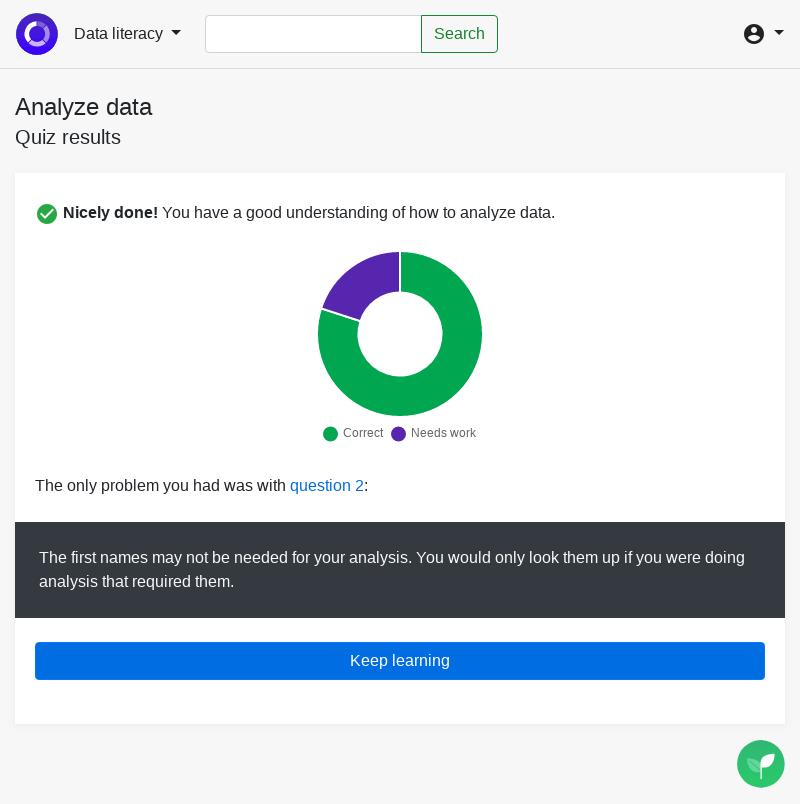 Data literacy
Search
Analyze data
Quiz results
Nicely done! You have a good understanding of how to analyze data.
Correct
Needs work
The only problem you had was with question 2:
The first names may not be needed for your analysis. You would only look them up if you were doing
analysis that required them.
Keep learning